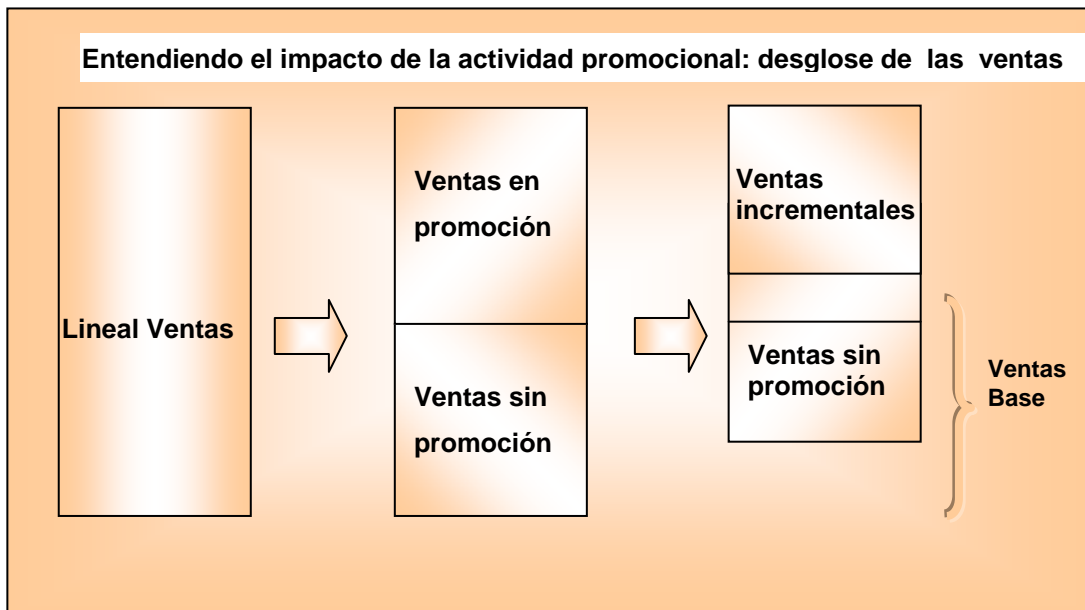 Entendiendo el impacto de la actividad promocional: desglose de las ventas
Lineal Ventas
Ventas en
promoción
Ventas sin
promoción
Ventas
incrementales
Ventas sin
promoción
Ventas
Base